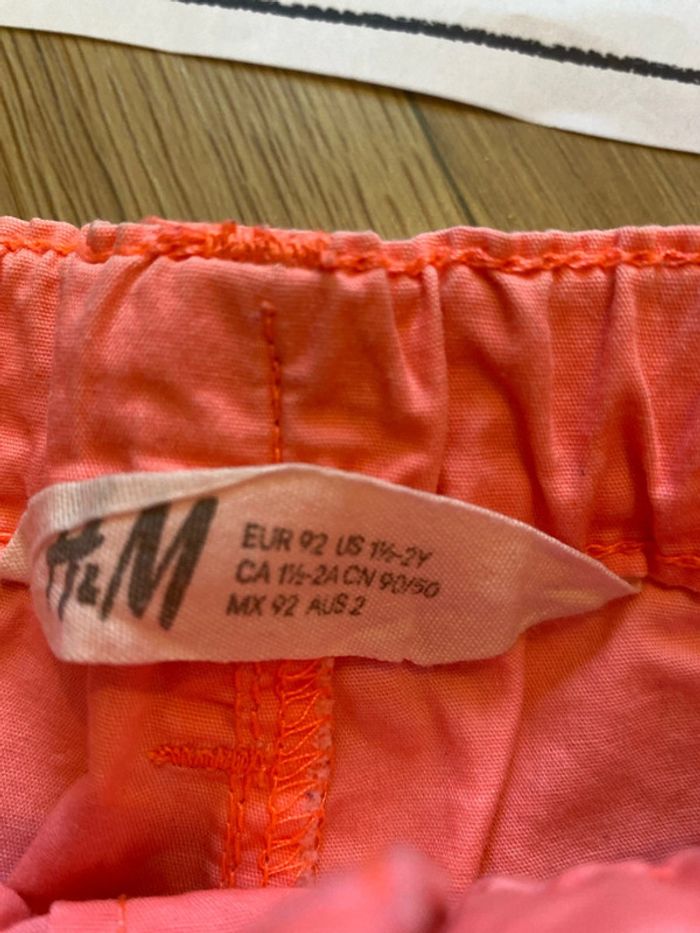 H&M
EUR 92 US 1½-2Y
CA 1½-2A CN 90/50
MX 92 AUS 2